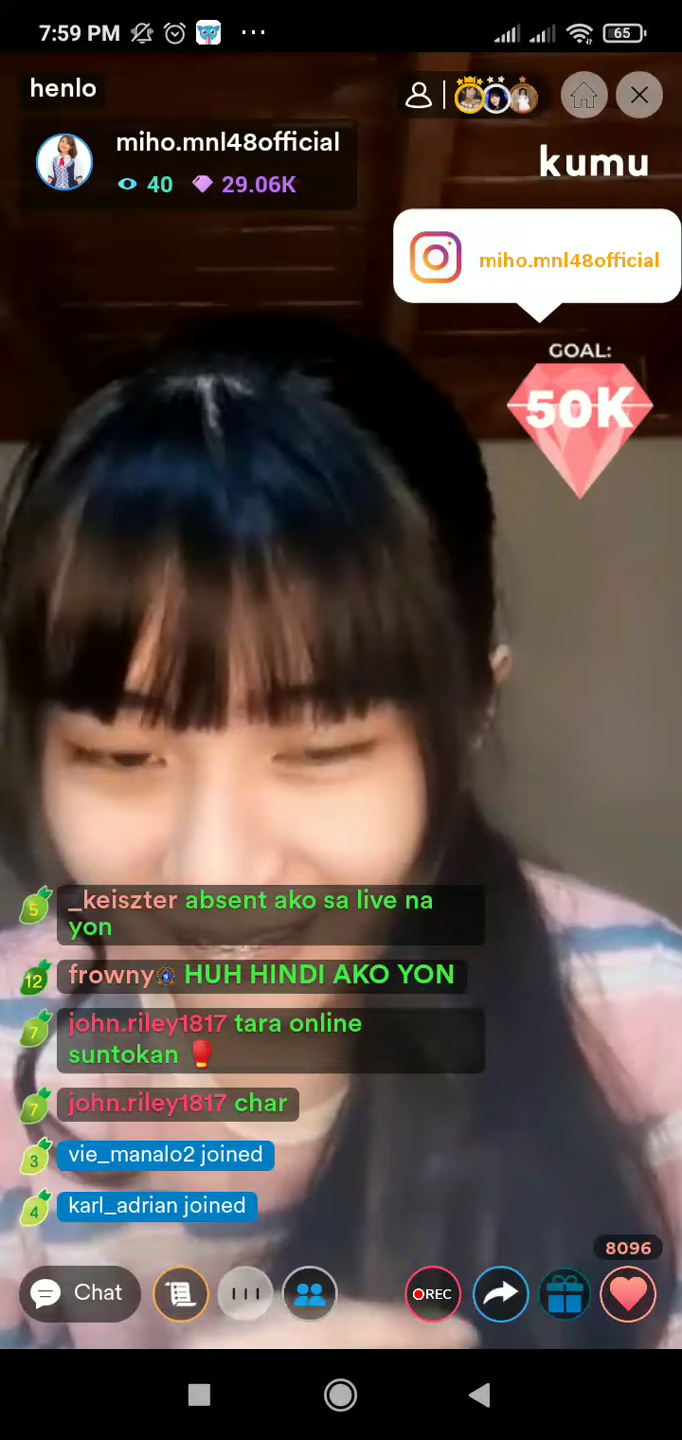 7:59 PM
65
henlo
miho.mnl48official
40 29.06K
kumu
miho.mnl48official
GOAL:
50K
5 _keiszter absent ako sa live na
yon
12 frowny HUH HINDI AKO YON
7 john.riley1817 tara online
suntokan
7 john.riley1817 char
3 vie_manalo2 joined
4 karl_adrian joined
8096
Chat
REC